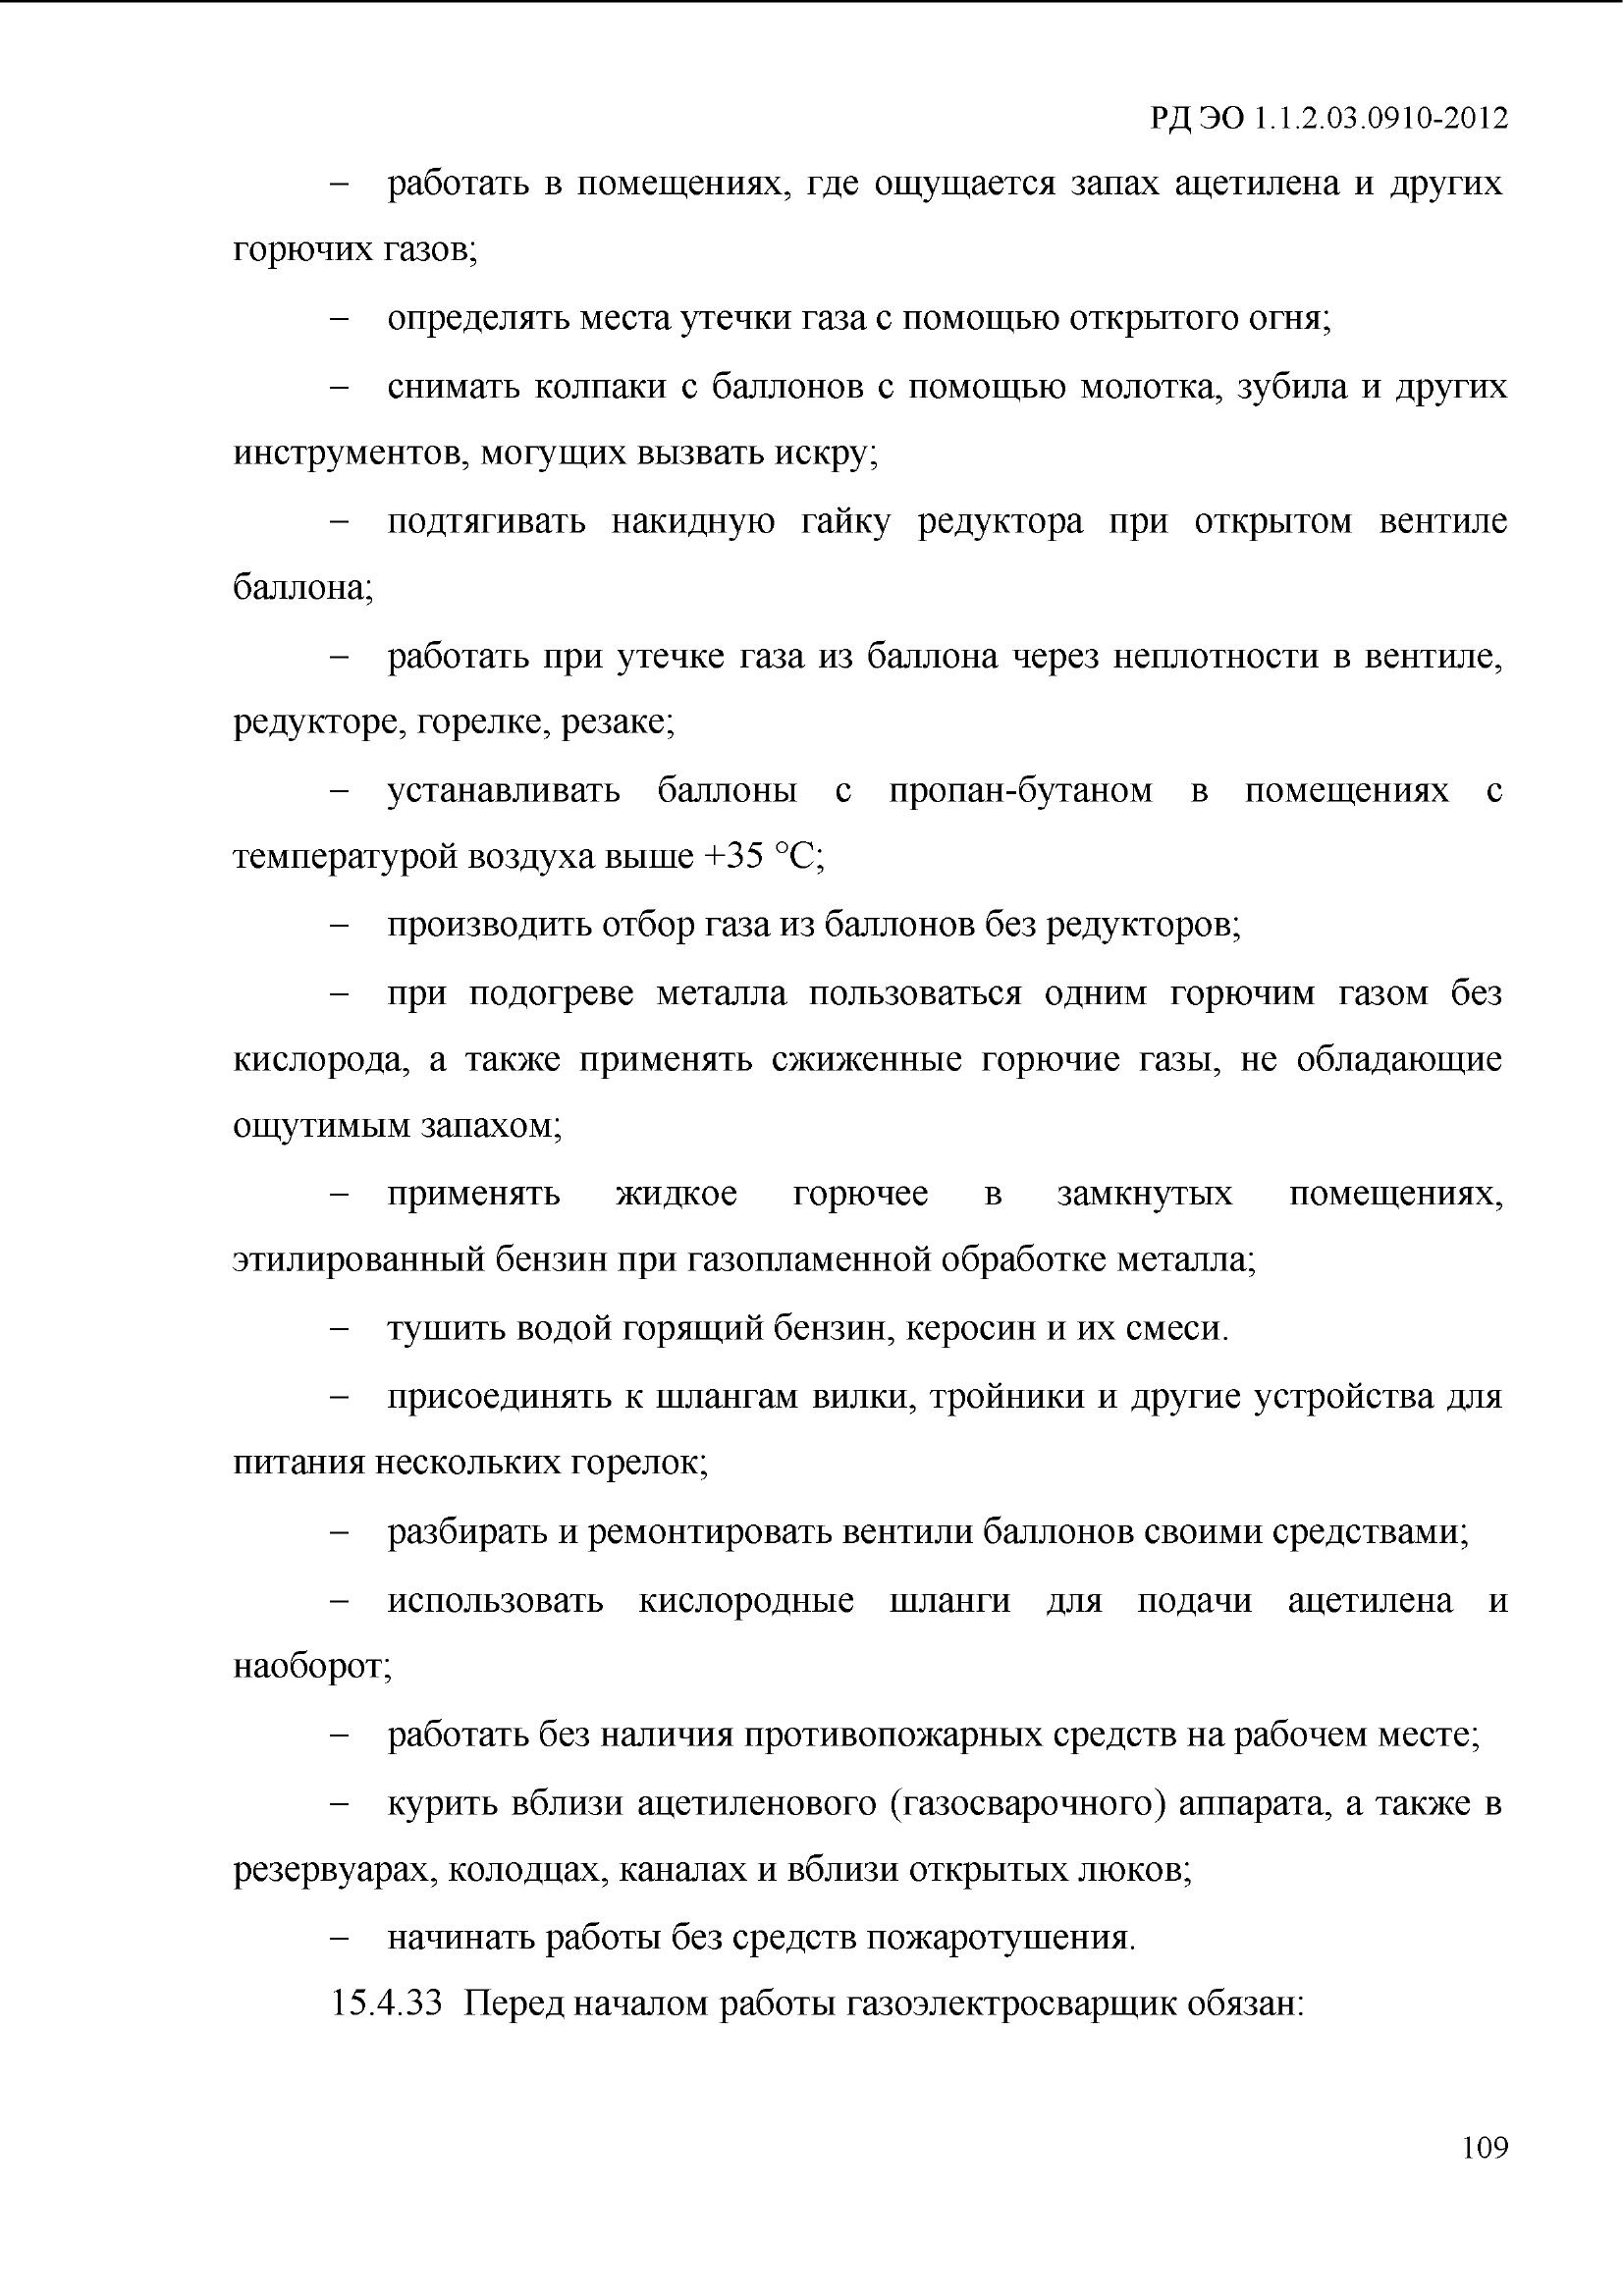 РД ЭО 1.1.2.03.0910-2012
– работать в помещениях, где ощущается запах ацетилена и других
горючих газов;
– определять места утечки газа с помощью открытого огня;
– снимать колпаки с баллонов с помощью молотка, зубила и других
инструментов, могущих вызвать искру;
– подтягивать накидную гайку редуктора при открытом вентиле
баллона;
– работать при утечке газа из баллона через неплотности в вентиле,
редукторе, горелке, резаке;
– устанавливать баллоны с пропан-бутаном в помещениях с
температурой воздуха выше +35 °С;
– производить отбор газа из баллонов без редукторов;
– при подогреве металла пользоваться одним горючим газом без
кислорода, а также применять сжиженные горючие газы, не обладающие
ощутимым запахом;
– применять жидкое горючее в замкнутых помещениях,
этилированный бензин при газопламенной обработке металла;
– тушить водой горящий бензин, керосин и их смеси.
– присоединять к шлангам вилки, тройники и другие устройства для
питания нескольких горелок;
– разбирать и ремонтировать вентили баллонов своими средствами;
– использовать кислородные шланги для подачи ацетилена и
наоборот;
– работать без наличия противопожарных средств на рабочем месте;
– курить вблизи ацетиленового (газосварочного) аппарата, а также в
резервуарах, колодцах, каналах и вблизи открытых люков;
– начинать работы без средств пожаротушения.
15.4.33 Перед началом работы газоэлектросварщик обязан:
109